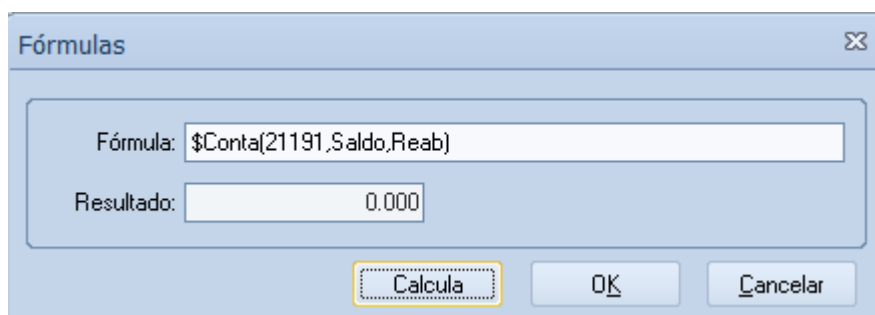 Fórmulas
Fórmula: $Conta(21191,Saldo,Reab)
Resultado: 0.000
Calcula OK Cancelar